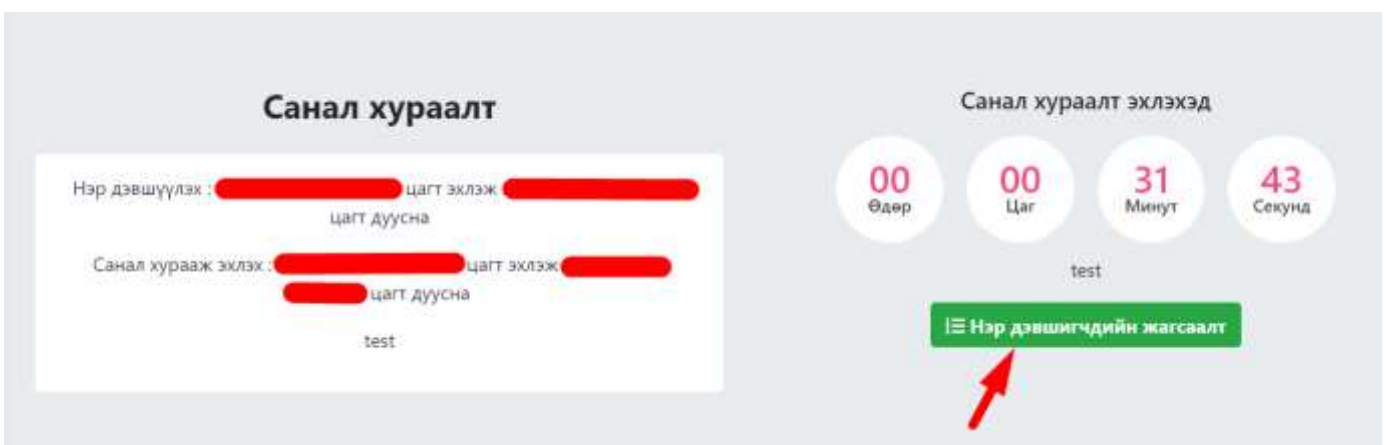 Санал хураалт
Нэр дэвшүүлэх : цагт эхлэж
цагт дуусна
Санал хурааж эхлэх : цагт эхлэж
цагт дуусна
test
Санал хураалт эхлэхэд
00 00 31 43
Өдөр Цаг Минут Секунд
test
Нэр дэвшигчдийн жагсаалт